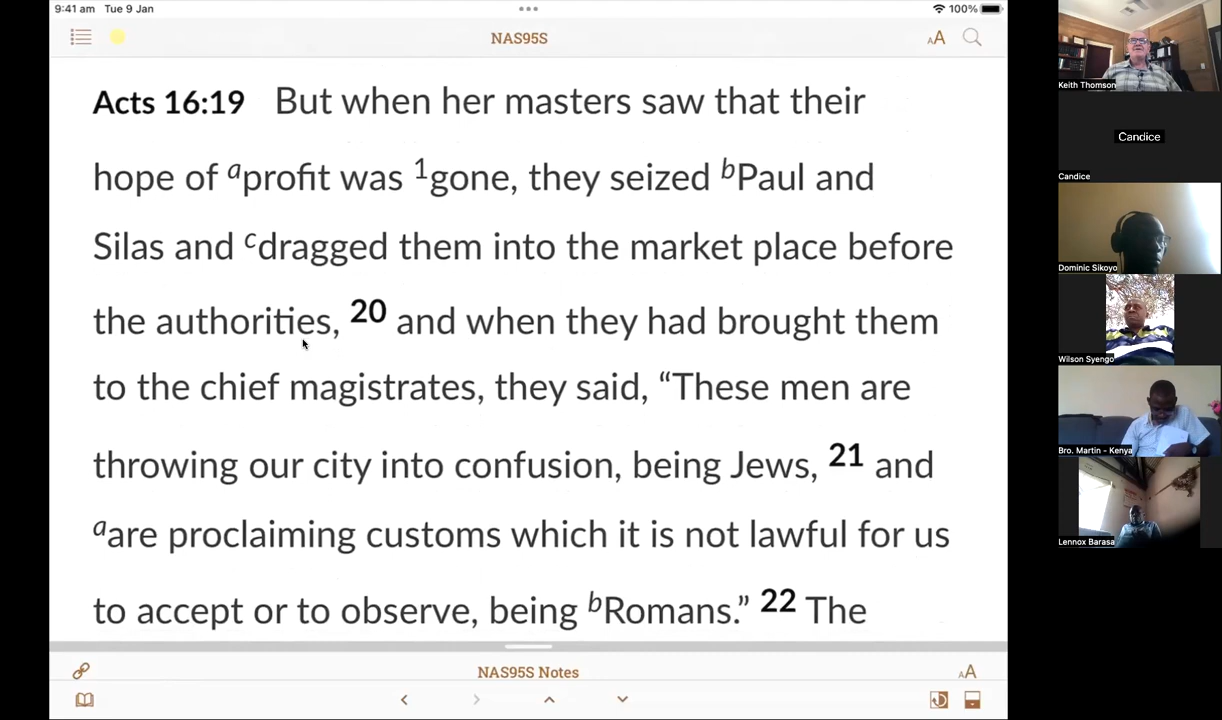 9:41 am Tue 9 Jan
100%
NAS95S
AA
Acts 16:19 But when her masters saw that their
hope of aprofit was 1gone, they seized bPaul and
Silas and cdragged them into the market place before
the authorities, 20 and when they had brought them
to the chief magistrates, they said, “These men are
throwing our city into confusion, being Jews, 21 and
aare proclaiming customs which it is not lawful for us
to accept or to observe, being bRomans.” 22 The
NAS95S Notes
AA
Keith Thomson
Candice
Candice
Dominic Sikoyo
Wilson Syengo
Bro. Martin - Kenya
Lennox Barasa